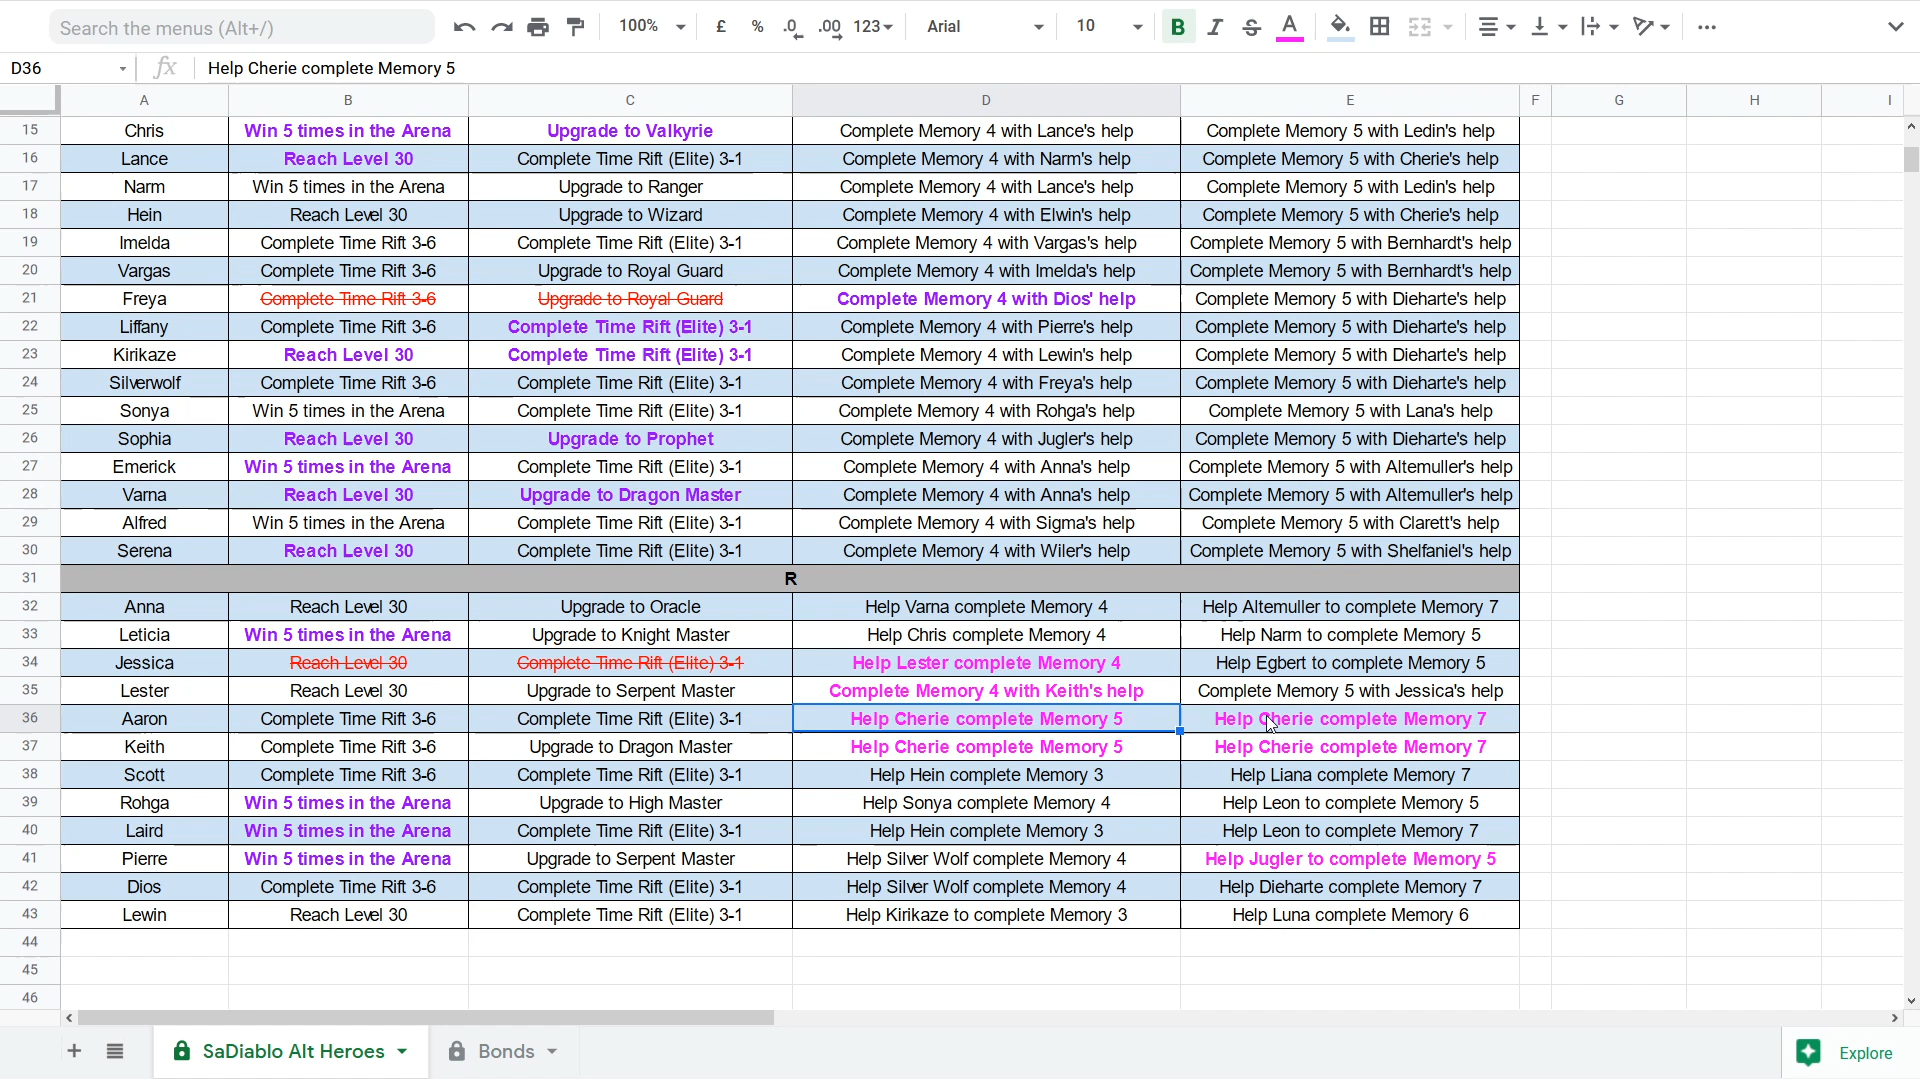 Search the menus (Alt+/) 100% £ % .0 .00 123 Arial 10 B I S A
D36 fx Help Cherie complete Memory 5
A B C D E F G H I
15 Chris Win 5 times in the Arena Upgrade to Valkyrie Complete Memory 4 with Lance's help Complete Memory 5 with Ledin's help
16 Lance Reach Level 30 Complete Time Rift (Elite) 3-1 Complete Memory 4 with Narm's help Complete Memory 5 with Cherie's help
17 Narm Win 5 times in the Arena Upgrade to Ranger Complete Memory 4 with Lance's help Complete Memory 5 with Ledin's help
18 Hein Reach Level 30 Upgrade to Wizard Complete Memory 4 with Elwin's help Complete Memory 5 with Cherie's help
19 Imelda Complete Time Rift 3-6 Complete Time Rift (Elite) 3-1 Complete Memory 4 with Vargas's help Complete Memory 5 with Bernhardt's help
20 Vargas Complete Time Rift 3-6 Upgrade to Royal Guard Complete Memory 4 with Imelda's help Complete Memory 5 with Bernhardt's help
21 Freya Complete Time Rift 3-6 Upgrade to Royal Guard Complete Memory 4 with Dios' help Complete Memory 5 with Dieharte's help
22 Liffany Complete Time Rift 3-6 Complete Time Rift (Elite) 3-1 Complete Memory 4 with Pierre's help Complete Memory 5 with Dieharte's help
23 Kirikaze Reach Level 30 Complete Time Rift (Elite) 3-1 Complete Memory 4 with Lewin's help Complete Memory 5 with Dieharte's help
24 Silverwolf Complete Time Rift 3-6 Complete Time Rift (Elite) 3-1 Complete Memory 4 with Freya's help Complete Memory 5 with Dieharte's help
25 Sonya Win 5 times in the Arena Complete Time Rift (Elite) 3-1 Complete Memory 4 with Rohga's help Complete Memory 5 with Lana's help
26 Sophia Reach Level 30 Upgrade to Prophet Complete Memory 4 with Jugler's help Complete Memory 5 with Dieharte's help
27 Emerick Win 5 times in the Arena Complete Time Rift (Elite) 3-1 Complete Memory 4 with Anna's help Complete Memory 5 with Altemuller's help
28 Varna Reach Level 30 Upgrade to Dragon Master Complete Memory 4 with Anna's help Complete Memory 5 with Altemuller's help
29 Alfred Win 5 times in the Arena Complete Time Rift (Elite) 3-1 Complete Memory 4 with Sigma's help Complete Memory 5 with Clarett's help
30 Serena Reach Level 30 Complete Time Rift (Elite) 3-1 Complete Memory 4 with Wiler's help Complete Memory 5 with Shelfaniel's help
31 R
32 Anna Reach Level 30 Upgrade to Oracle Help Varna complete Memory 4 Help Altemuller to complete Memory 7
33 Leticia Win 5 times in the Arena Upgrade to Knight Master Help Chris complete Memory 4 Help Narm to complete Memory 5
34 Jessica Reach Level 30 Complete Time Rift (Elite) 3-1 Help Lester complete Memory 4 Help Egbert to complete Memory 5
35 Lester Reach Level 30 Upgrade to Serpent Master Complete Memory 4 with Keith's help Complete Memory 5 with Jessica's help
36 Aaron Complete Time Rift 3-6 Complete Time Rift (Elite) 3-1 Help Cherie complete Memory 5 Help Cherie complete Memory 7
37 Keith Complete Time Rift 3-6 Upgrade to Dragon Master Help Cherie complete Memory 5 Help Cherie complete Memory 7
38 Scott Complete Time Rift 3-6 Complete Time Rift (Elite) 3-1 Help Hein complete Memory 3 Help Liana complete Memory 7
39 Rohga Win 5 times in the Arena Upgrade to High Master Help Sonya complete Memory 4 Help Leon to complete Memory 5
40 Laird Win 5 times in the Arena Complete Time Rift (Elite) 3-1 Help Hein complete Memory 3 Help Leon to complete Memory 7
41 Pierre Win 5 times in the Arena Upgrade to Serpent Master Help Silver Wolf complete Memory 4 Help Jugler to complete Memory 5
42 Dios Complete Time Rift 3-6 Complete Time Rift (Elite) 3-1 Help Silver Wolf complete Memory 4 Help Dieharte complete Memory 7
43 Lewin Reach Level 30 Complete Time Rift (Elite) 3-1 Help Kirikaze to complete Memory 3 Help Luna complete Memory 6
44
45
46
SaDiablo Alt Heroes Bonds Explore